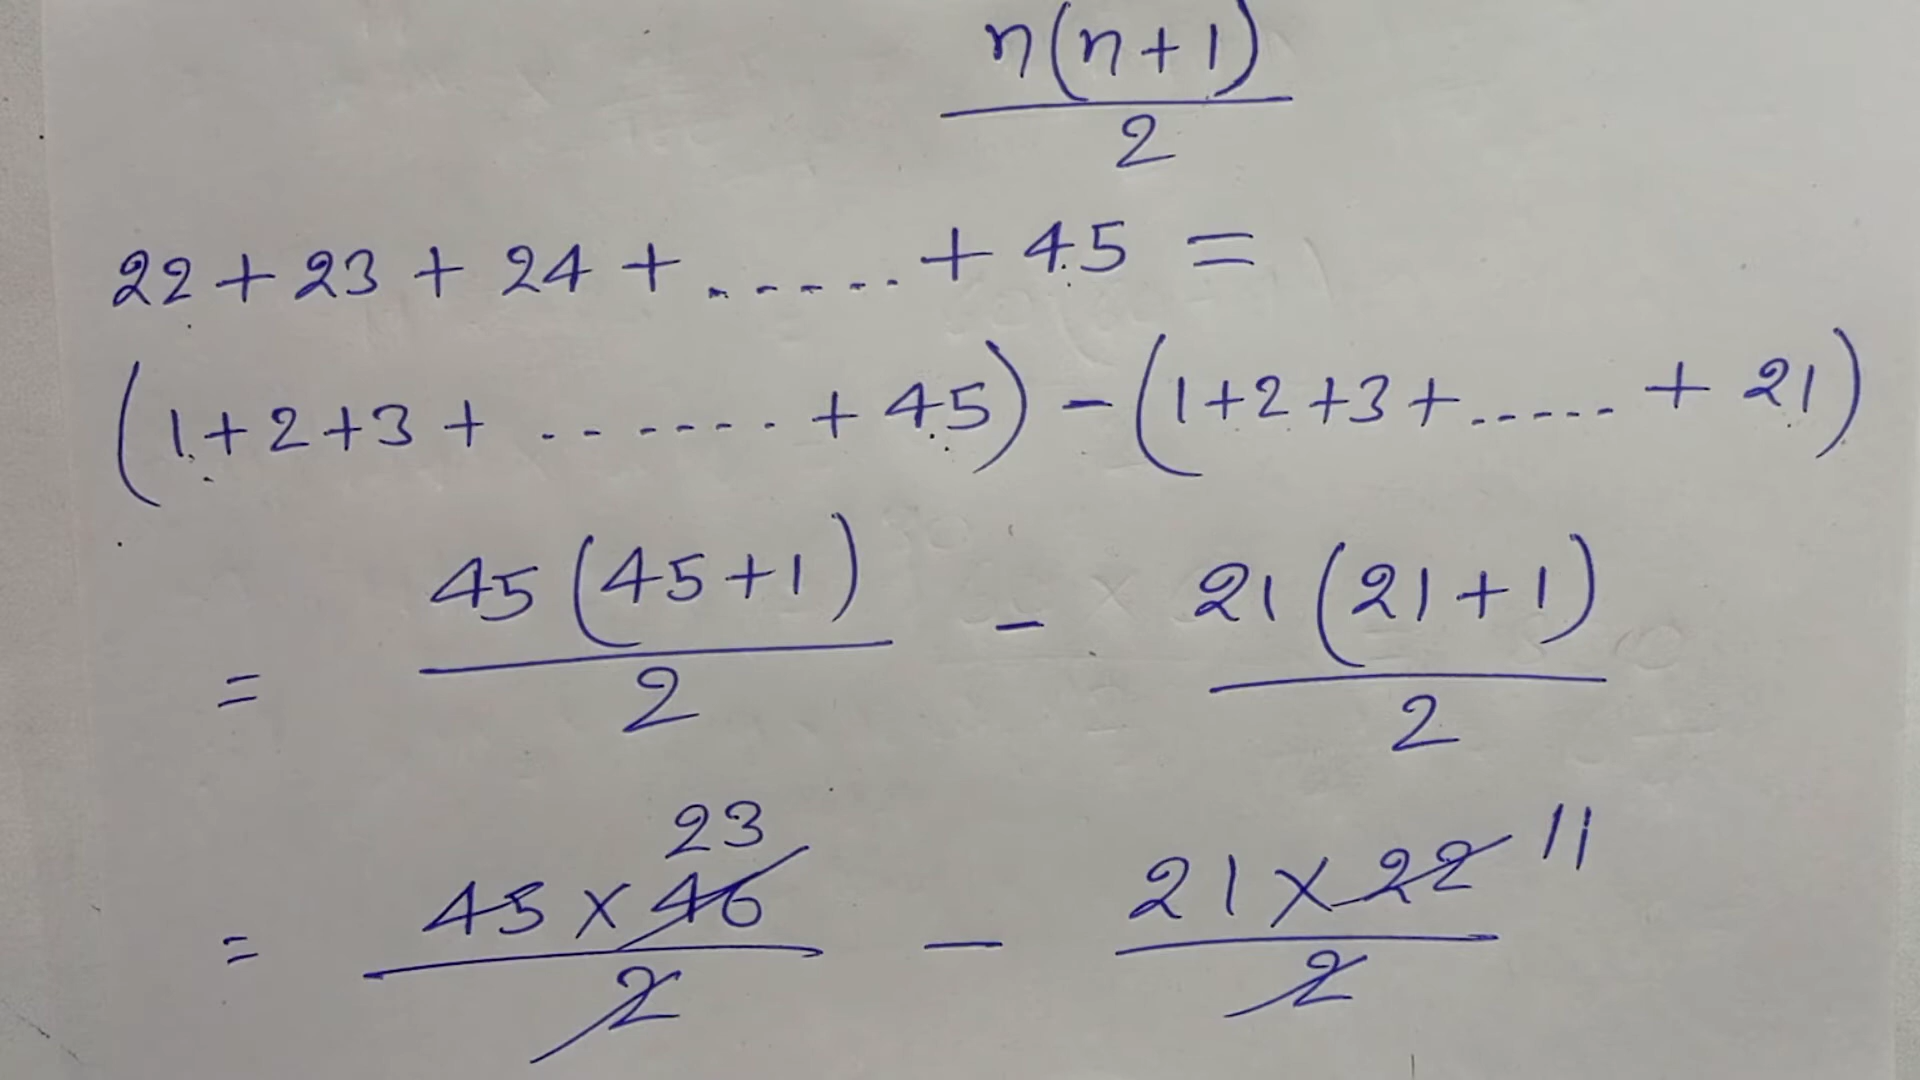 n(n+1)
2
22+23+24+......+45=
(1+2+3+.......+45)-(1+2+3+.....+21)
= 45(45+1) - 21(21+1)
2 2
23 11
= 45×46 - 21×22
2 2